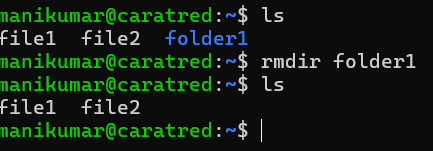 manikumar@caratred:~$ ls
file1  file2  folder1
manikumar@caratred:~$ rmdir folder1
manikumar@caratred:~$ ls
file1  file2
manikumar@caratred:~$